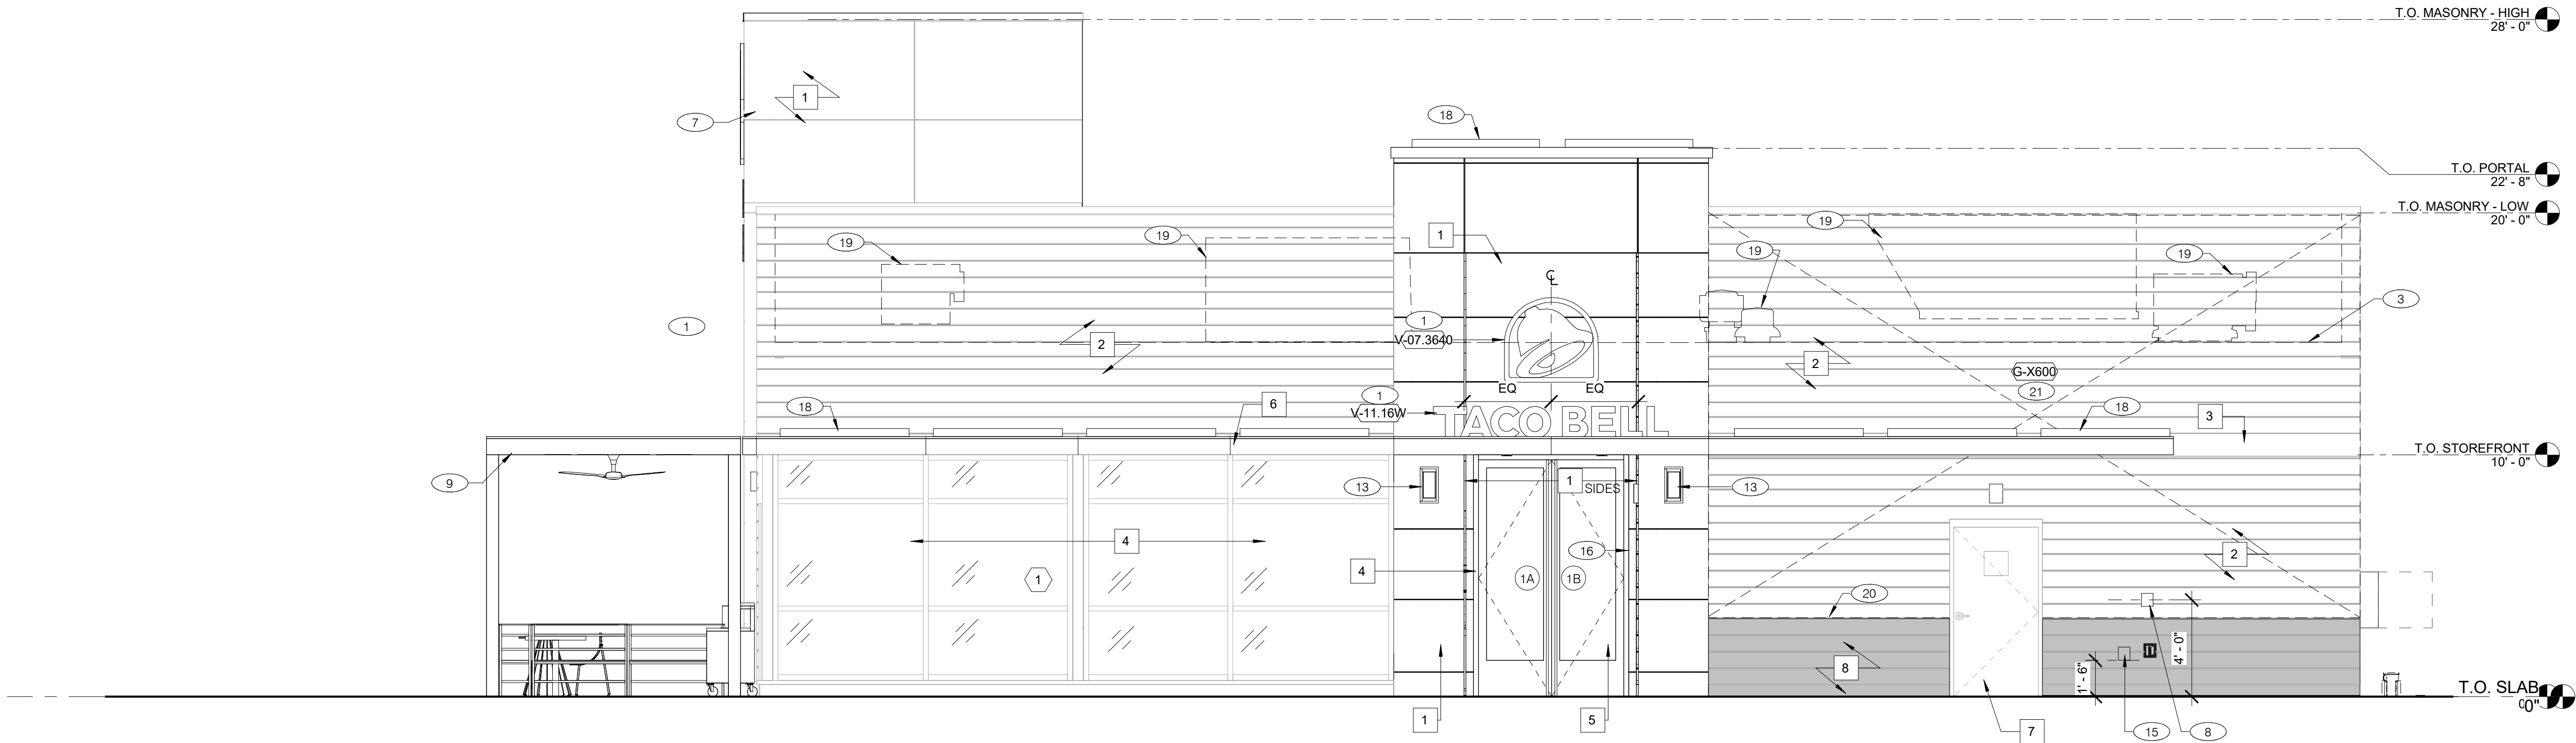 T.O. MASONRY - HIGH
28' - 0"
1
7
18
T.O. PORTAL
22' - 8"
T.O. MASONRY - LOW
20' - 0"
19
19
1
19
19
19
3
1
2
℄
1
V-07.3640
2
G-X600
21
EQ
EQ
1
V-11.16W
TACO BELL
18
6
18
3
T.O. STOREFRONT
10' - 0"
9
13
1
SIDES
13
4
16
2
1
4
1A
1B
20
8
1' - 6"
4' - 0"
T.O. SLAB
0"
1
5
7
15
8